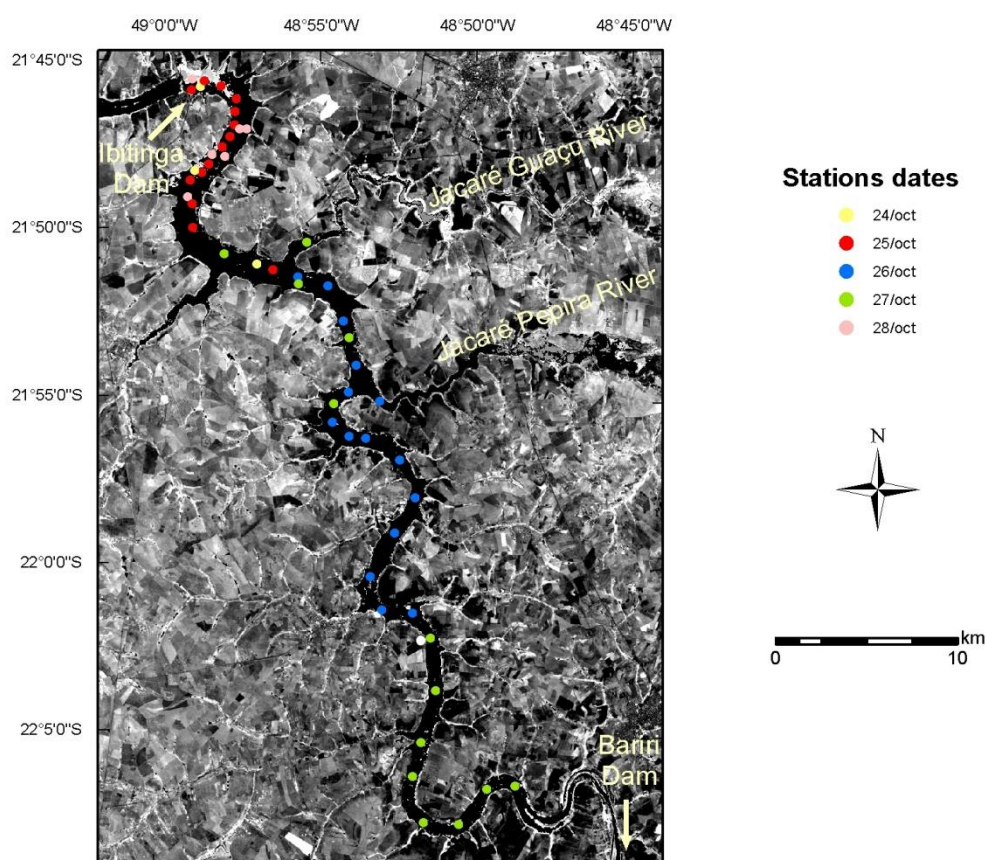 49°0'0"W
48°55'0"W
48°50'0"W
48°45'0"W
21°45'0"S
21°50'0"S
21°55'0"S
22°0'0"S
22°5'0"S
Ibitinga
Dam
Jacaré Guaçu River
Jacaré Pepira River
Bariri
Dam
Stations dates
24/oct
25/oct
26/oct
27/oct
28/oct
N
km
0
10